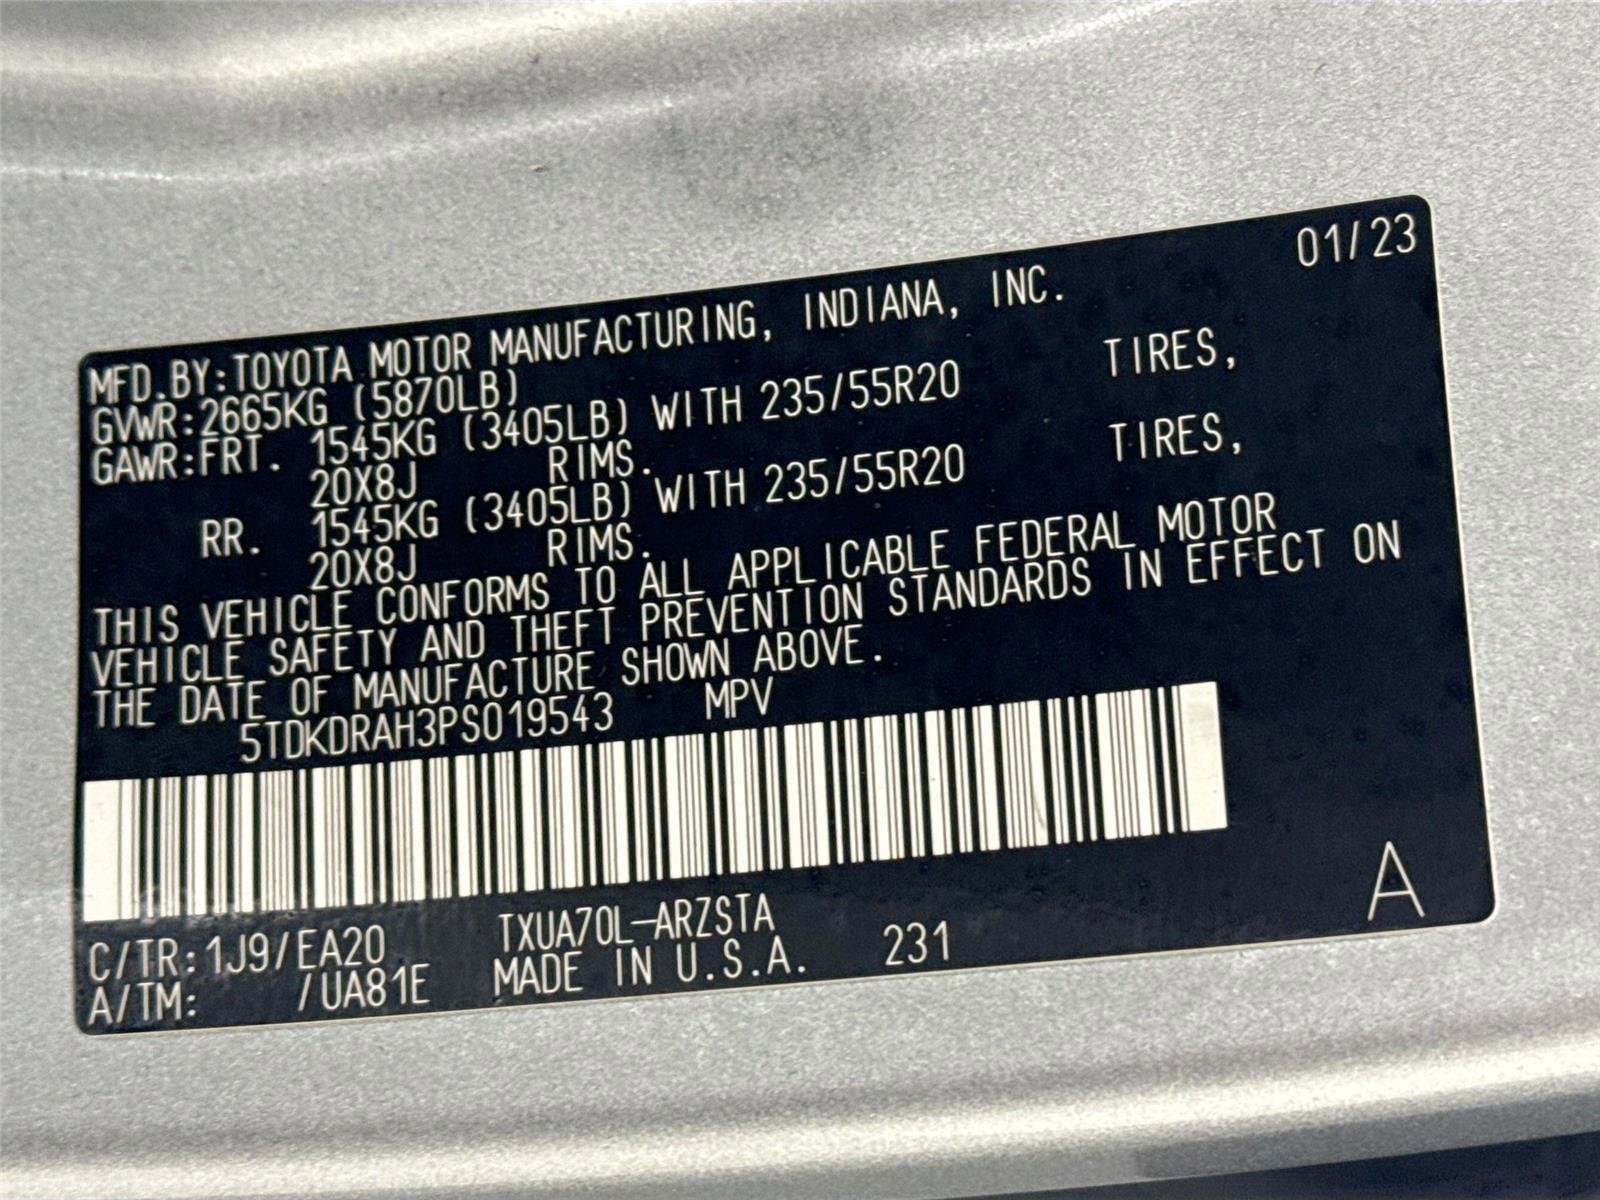 01/23
MFD.BY:TOYOTA MOTOR MANUFACTURING, INDIANA, INC.
GVWR:2665KG (5870LB)
GAWR:FRT. 1545KG (3405LB) WITH 235/55R20 TIRES,
20X8J RIMS.
RR. 1545KG (3405LB) WITH 235/55R20 TIRES,
20X8J RIMS.
THIS VEHICLE CONFORMS TO ALL APPLICABLE FEDERAL MOTOR
VEHICLE SAFETY AND THEFT PREVENTION STANDARDS IN EFFECT ON
THE DATE OF MANUFACTURE SHOWN ABOVE.
5TDKDRAH3PS019543 MPV
C/TR:1J9/EA20 TXUA70L-ARZSTA
A/TM: /UA81E MADE IN U.S.A. 231
A